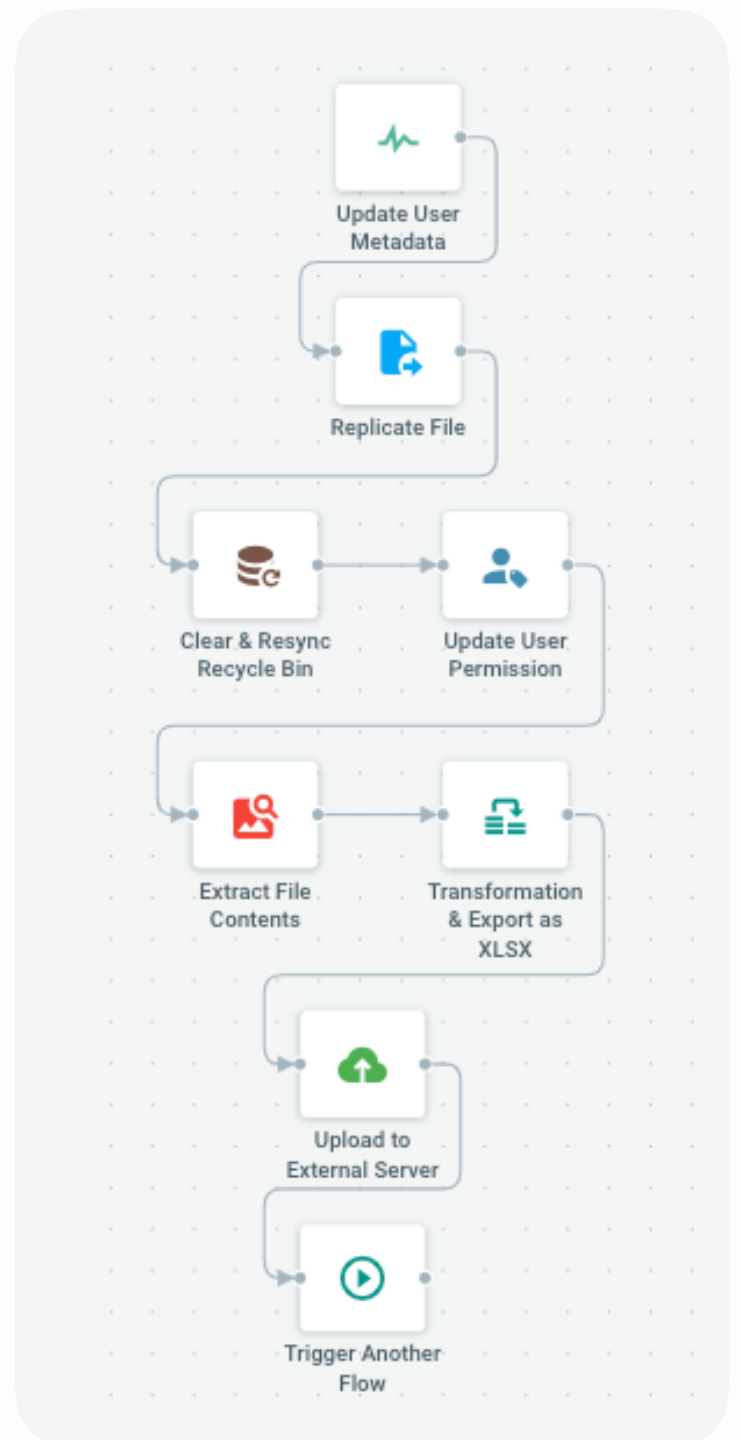 Update User
Metadata
Replicate File
Clear & Resync
Recycle Bin
Update User
Permission
Extract File
Contents
Transformation
& Export as
XLSX
Upload to
External Server
Trigger Another
Flow